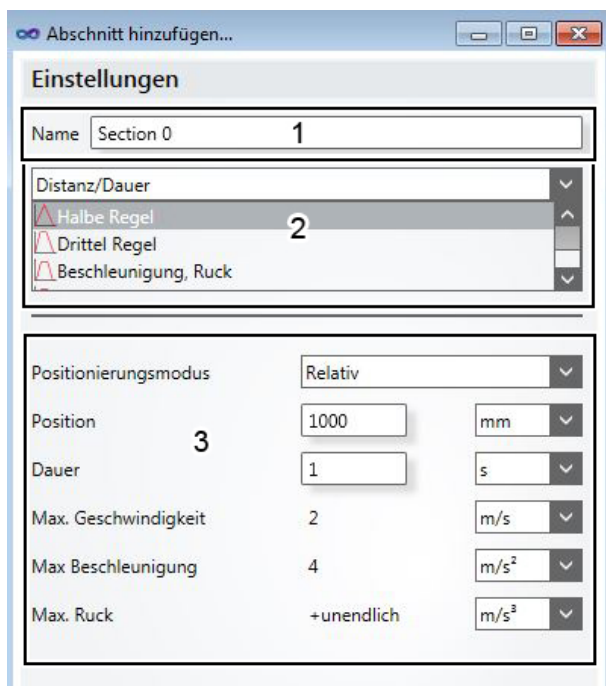 Abschnitt hinzufügen...
Einstellungen
Name Section 0 1
Distanz/Dauer
Halbe Regel 2
Drittel Regel
Beschleunigung, Ruck
Positionierungsmodus Relativ
Position 1000 mm
3
Dauer 1 s
Max. Geschwindigkeit 2 m/s
Max Beschleunigung 4 m/s²
Max. Ruck +unendlich m/s³